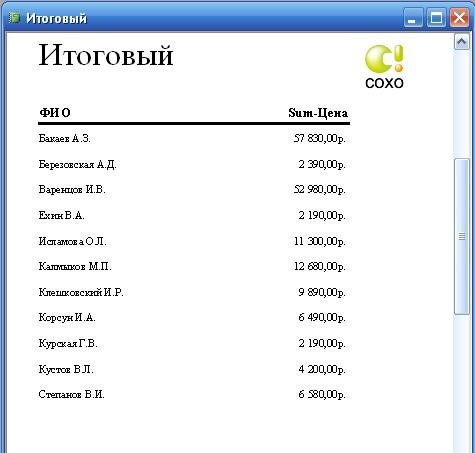 Итоговый
Итоговый
c!
COXO
ФИО Sum-Цена
Бакаев А.З. 57 830,00р.
Березовская А.Д. 2 390,00р.
Варенцов И.В. 52 980,00р.
Ехин В.А. 2 190,00р.
Исламова О.Л. 11 300,00р.
Калмыков М.П. 12 680,00р.
Клешковский И.Р. 9 890,00р.
Корсун И.А. 6 490,00р.
Курская Г.В. 2 190,00р.
Кустов В.Л. 4 200,00р.
Степанов В.И. 6 580,00р.